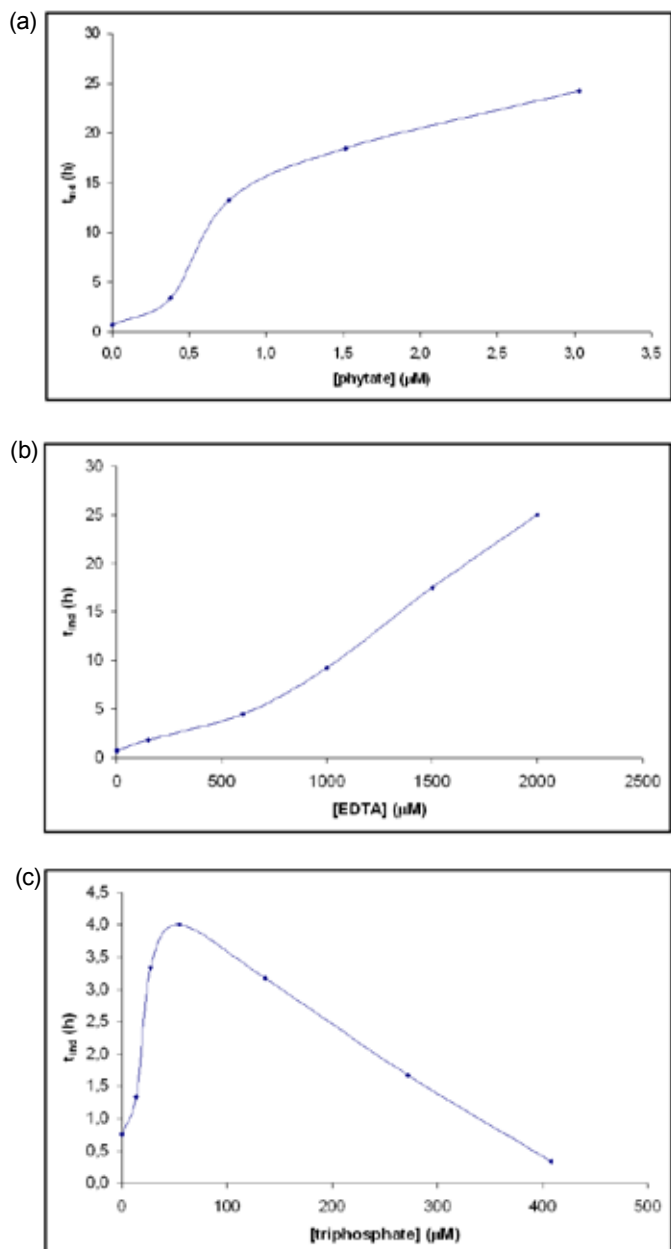 (a)
30
25
20
15
10
5
0
t_ind (h)
0,0 0,5 1,0 1,5 2,0 2,5 3,0 3,5
[phytate] (μM)
(b)
30
25
20
15
10
5
0
t_ind (h)
0 500 1000 1500 2000 2500
[EDTA] (μM)
(c)
4,5
4,0
3,5
3,0
2,5
2,0
1,5
1,0
0,5
0,0
t_ind (h)
0 100 200 300 400 500
[triphosphate] (μM)